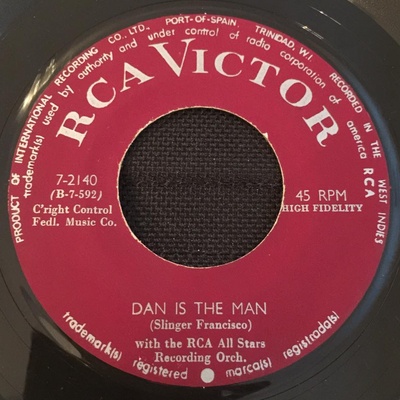 PRODUCT OF INTERNATIONAL RECORDING CO., LTD., PORT-OF-SPAIN, TRINIDAD, W.I. RECORDED IN THE WEST INDIES
trademark(s) used by authority and under control of radio corporation of america RCA
RCA VICTOR
7-2140
(B-7-592)
C'right Control
Fedl. Music Co.
45 RPM
HIGH FIDELITY
DAN IS THE MAN
(Slinger Francisco)
with the RCA All Stars
Recording Orch.
trademark(s) registered • marca(s) registrada(s)